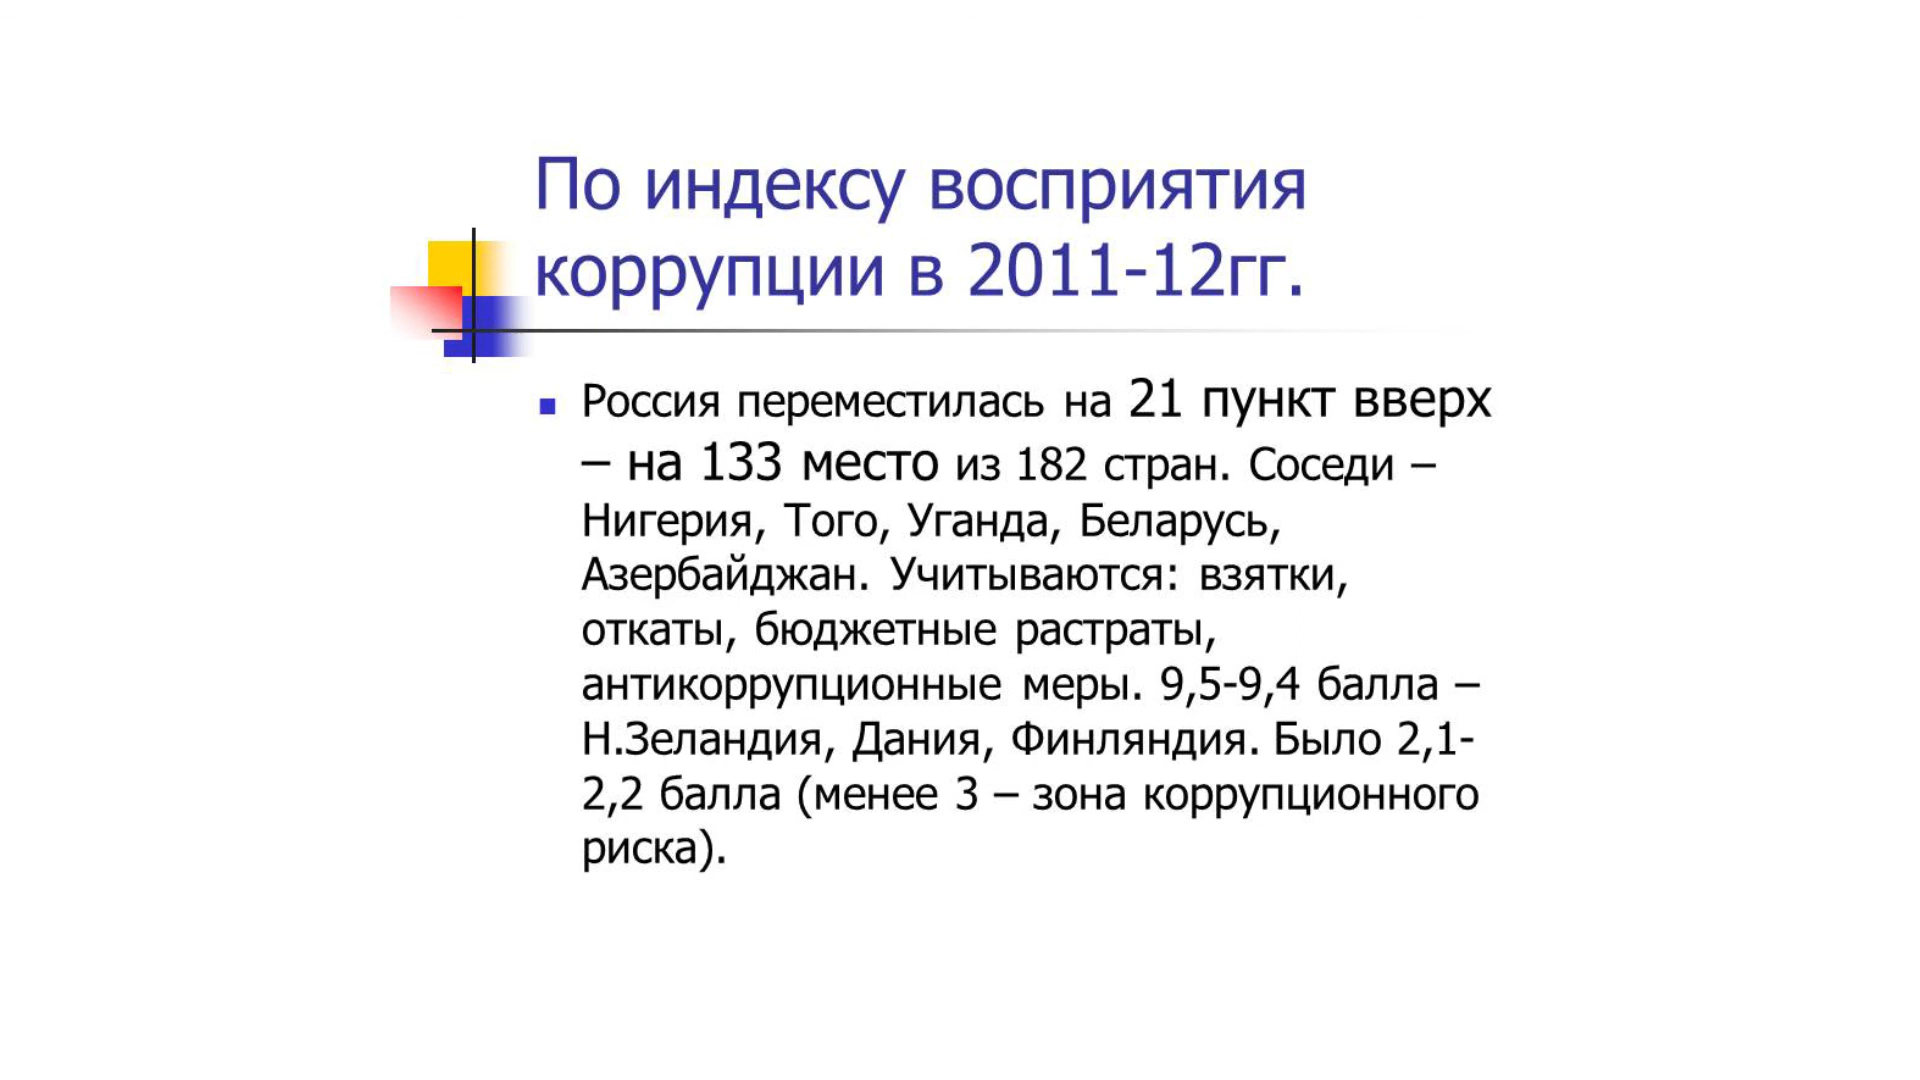 По индексу восприятия
коррупции в 2011-12гг.
Россия переместилась на 21 пункт вверх
– на 133 место из 182 стран. Соседи –
Нигерия, Того, Уганда, Беларусь,
Азербайджан. Учитываются: взятки,
откаты, бюджетные растраты,
антикоррупционные меры. 9,5-9,4 балла –
Н.Зеландия, Дания, Финляндия. Было 2,1-
2,2 балла (менее 3 – зона коррупционного
риска).